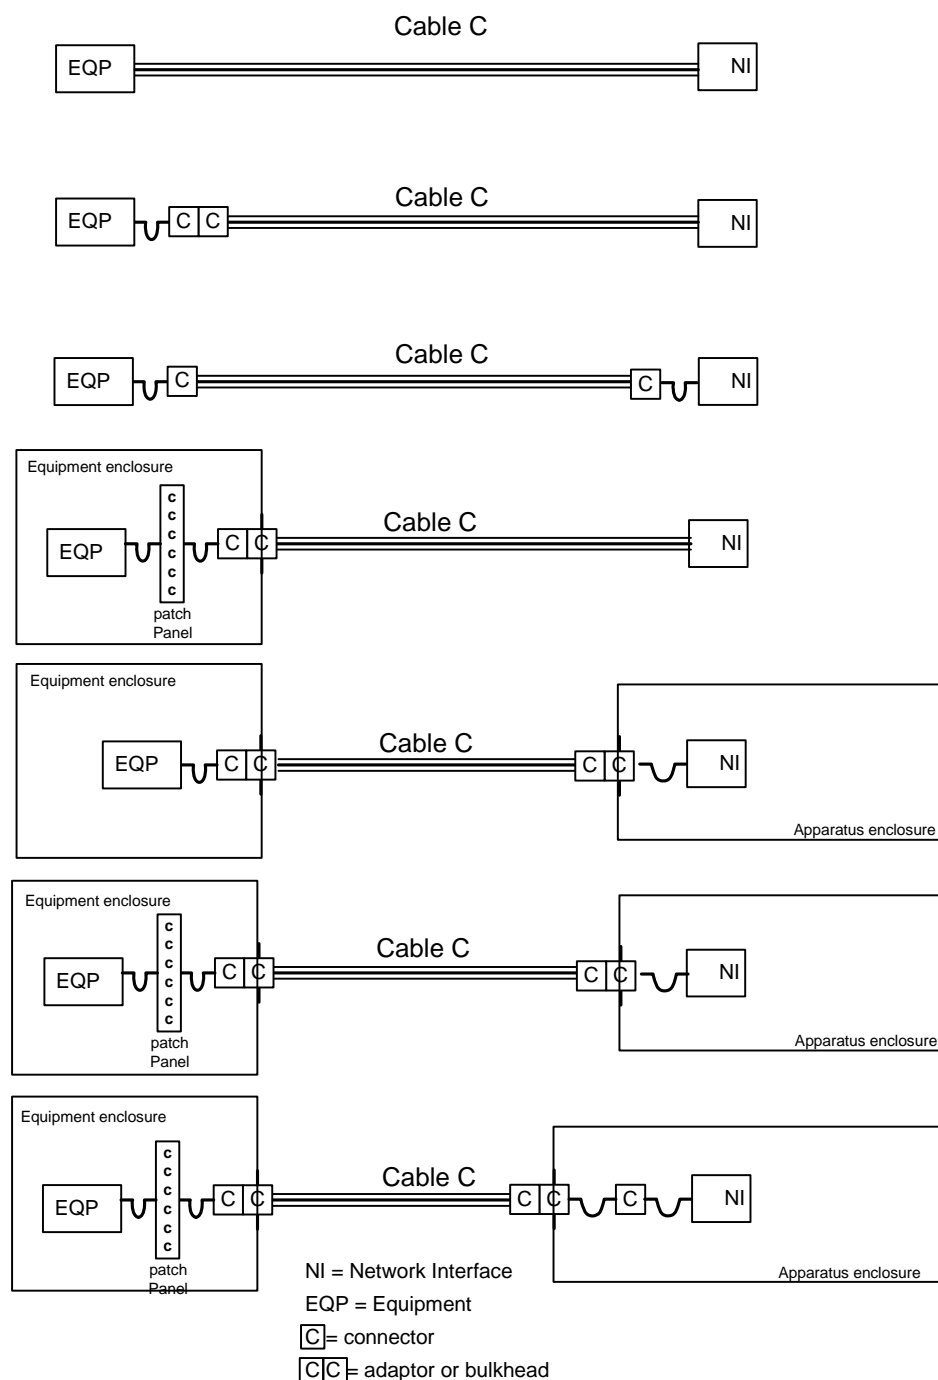 Cable C
EQP
NI
Cable C
EQP
C C
NI
Cable C
EQP
C
C
NI
Equipment enclosure
c
c
c
c
c
c
EQP
C C
Cable C
NI
patch
Panel
Equipment enclosure
EQP
C C
Cable C
C C
NI
Apparatus enclosure
Equipment enclosure
c
c
c
c
c
c
EQP
C C
Cable C
C C
NI
patch
Panel
Apparatus enclosure
Equipment enclosure
c
c
c
c
c
c
EQP
C C
Cable C
C C
C
NI
patch
Panel
Apparatus enclosure
NI = Network Interface
EQP = Equipment
C = connector
C C = adaptor or bulkhead